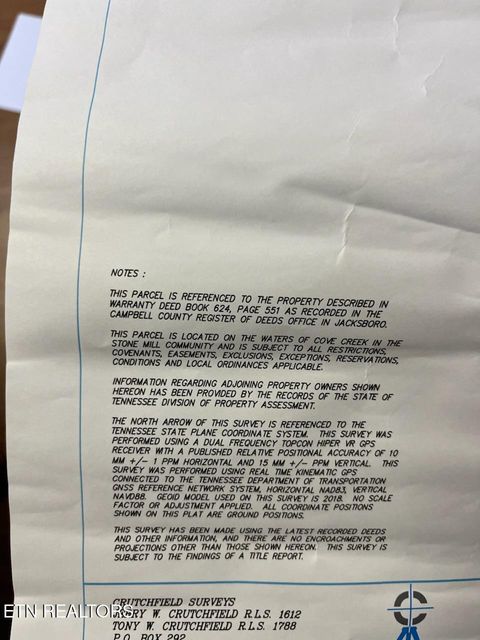 NOTES :
THIS PARCEL IS REFERENCED TO THE PROPERTY DESCRIBED IN
WARRANTY DEED BOOK 624, PAGE 551 AS RECORDED IN THE
CAMPBELL COUNTY REGISTER OF DEEDS OFFICE IN JACKSBORO.
THIS PARCEL IS LOCATED ON THE WATERS OF COVE CREEK IN THE
STONE MILL COMMUNITY AND IS SUBJECT TO ALL RESTRICTIONS,
COVENANTS, EASEMENTS, EXCLUSIONS, EXCEPTIONS, RESERVATIONS,
CONDITIONS AND LOCAL ORDINANCES APPLICABLE.
INFORMATION REGARDING ADJOINING PROPERTY OWNERS SHOWN
HEREON HAS BEEN PROVIDED BY THE RECORDS OF THE STATE OF
TENNESSEE DIVISION OF PROPERTY ASSESSMENT.
THE NORTH ARROW OF THIS SURVEY IS REFERENCED TO THE
TENNESSEE STATE PLANE COORDINATE SYSTEM. THIS SURVEY WAS
PERFORMED USING A DUAL FREQUENCY TOPCON HIPER VR GPS
RECEIVER WITH A PUBLISHED RELATIVE POSITIONAL ACCURACY OF 10
MM +/- 1 PPM HORIZONTAL AND 15 MM +/- PPM VERTICAL. THIS
SURVEY WAS PERFORMED USING REAL TIME KINEMATIC GPS
CONNECTED TO THE TENNESSEE DEPARTMENT OF TRANSPORTATION
GNSS REFERENCE NETWORK SYSTEM, HORIZONTAL NAD83, VERTICAL
NAVD88. GEOID MODEL USED ON THIS SURVEY IS 2018. NO SCALE
FACTOR OR ADJUSTMENT APPLIED. ALL COORDINATE POSITIONS
SHOWN ON THIS PLAT ARE GROUND POSITIONS.
THIS SURVEY HAS BEEN MADE USING THE LATEST RECORDED DEEDS
AND OTHER INFORMATION, AND THERE ARE NO ENCROACHMENTS OR
PROJECTIONS OTHER THAN THOSE SHOWN HEREON. THIS SURVEY IS
SUBJECT TO THE FINDINGS OF A TITLE REPORT.
CRUTCHFIELD SURVEYS
W. CRUTCHFIELD R.L.S. 1612
TONY W. CRUTCHFIELD R.L.S. 1788
P.O. BOX 292
ETN REALTORS